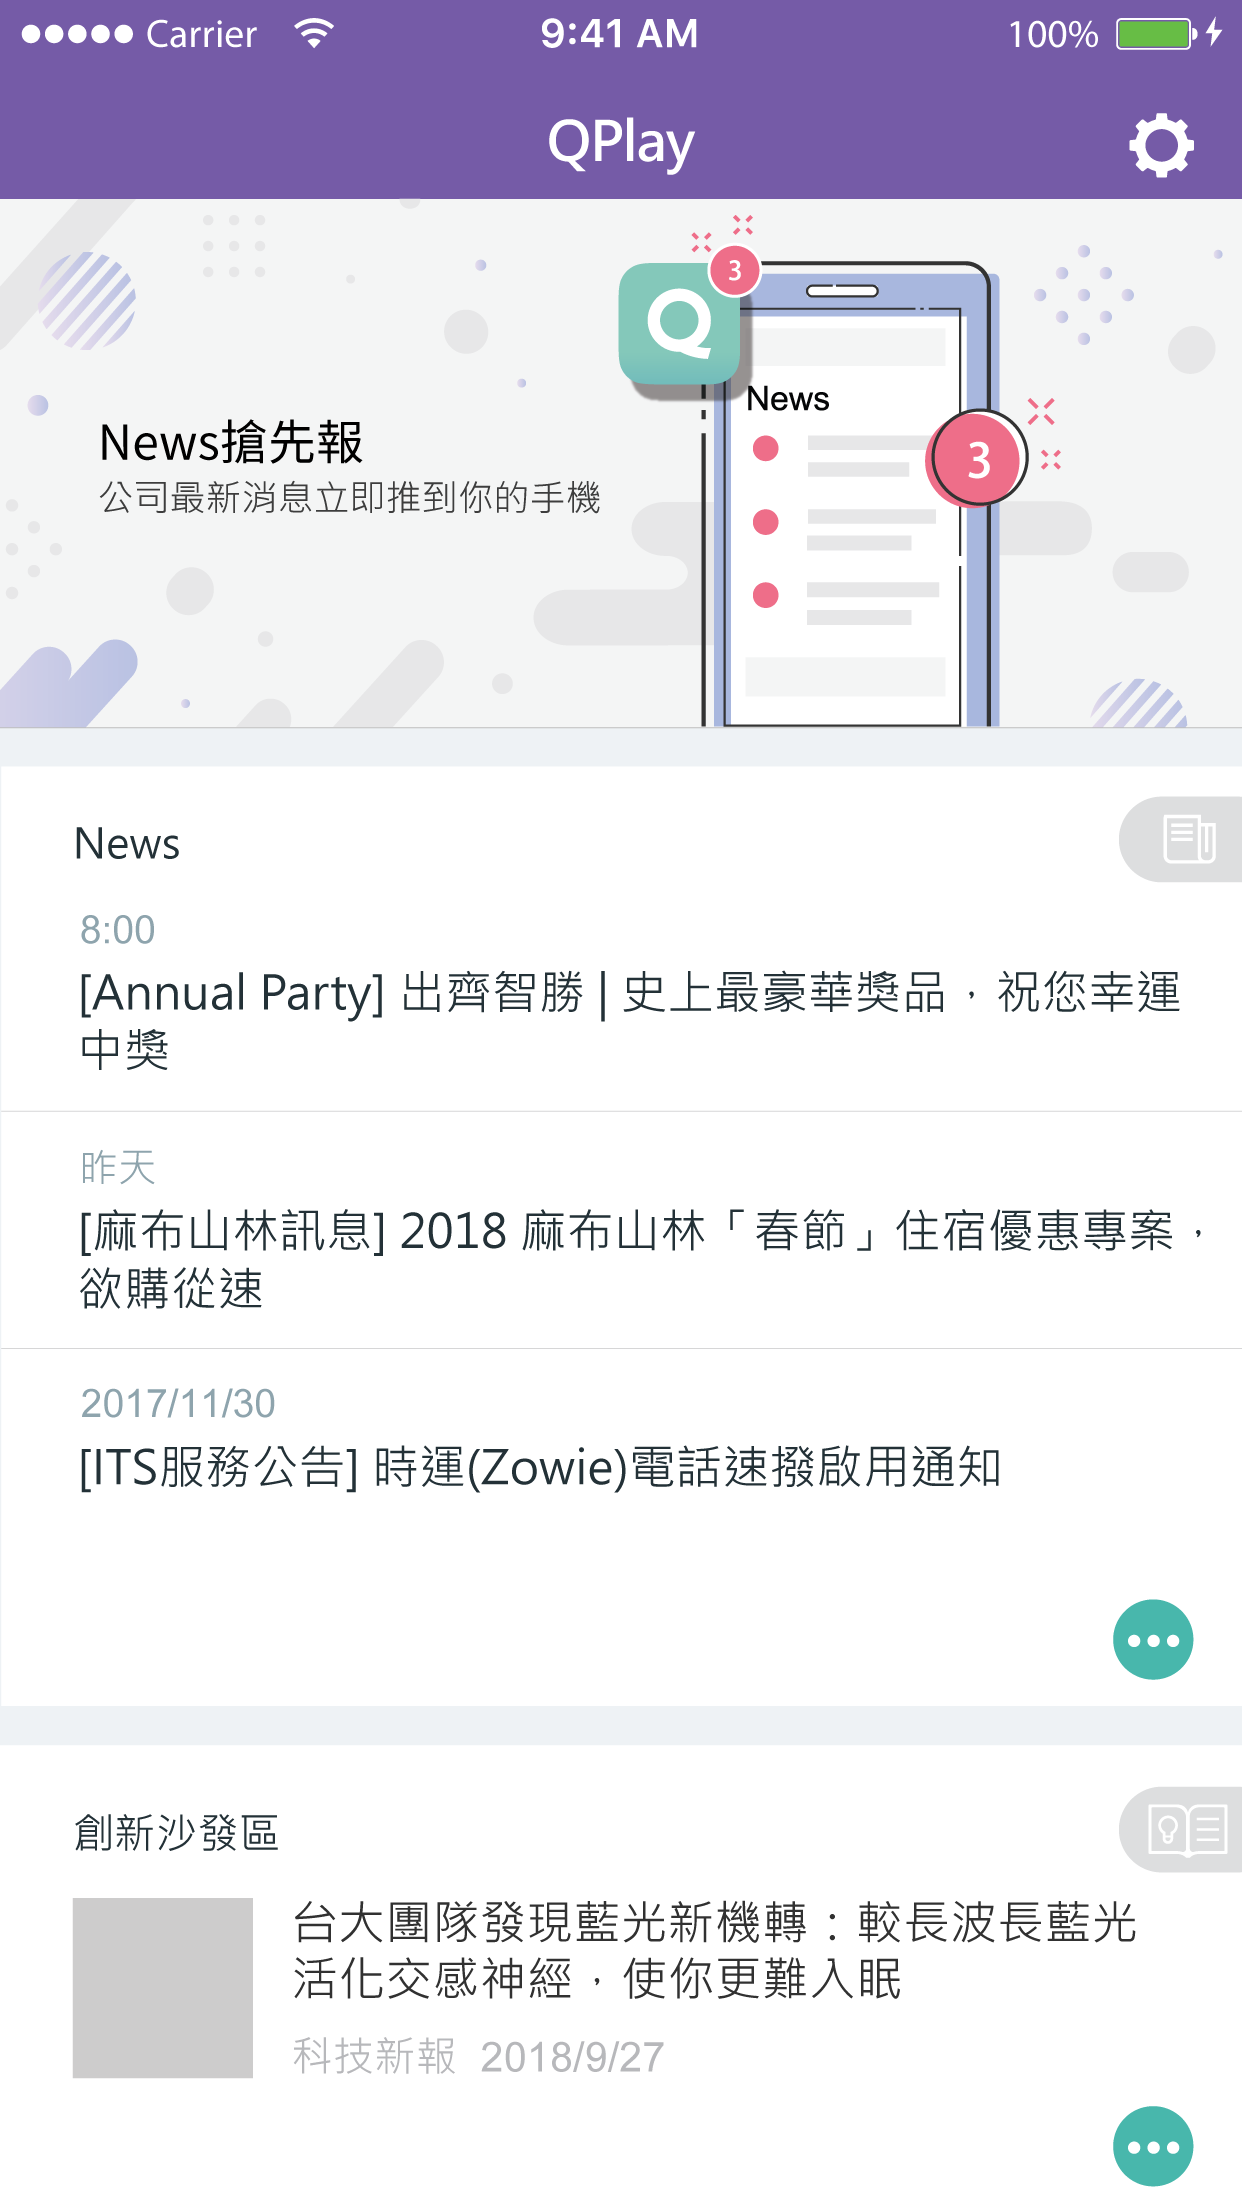 Carrier 9:41 AM 100%
QPlay
3
Q
News
3
News搶先報
公司最新消息立即推到你的手機
News
8:00
[Annual Party] 出齊智勝 | 史上最豪華獎品，祝您幸運
中獎
昨天
[麻布山林訊息] 2018 麻布山林「春節」住宿優惠專案，
欲購從速
2017/11/30
[ITS服務公告] 時運(Zowie)電話速撥啟用通知
創新沙發區
台大團隊發現藍光新機轉：較長波長藍光
活化交感神經，使你更難入眠
科技新報 2018/9/27